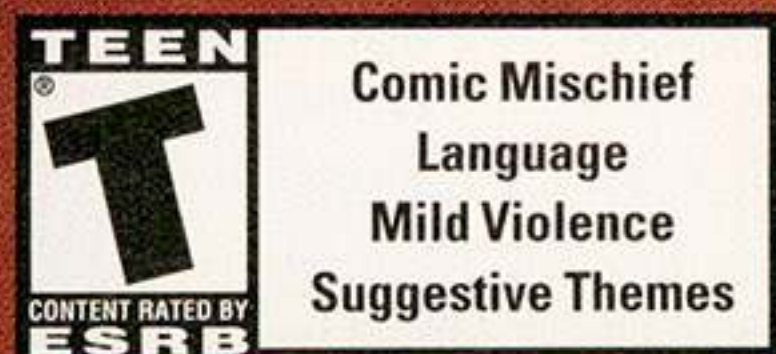 TEEN
®
T
CONTENT RATED BY
ESRB
Comic Mischief
Language
Mild Violence
Suggestive Themes